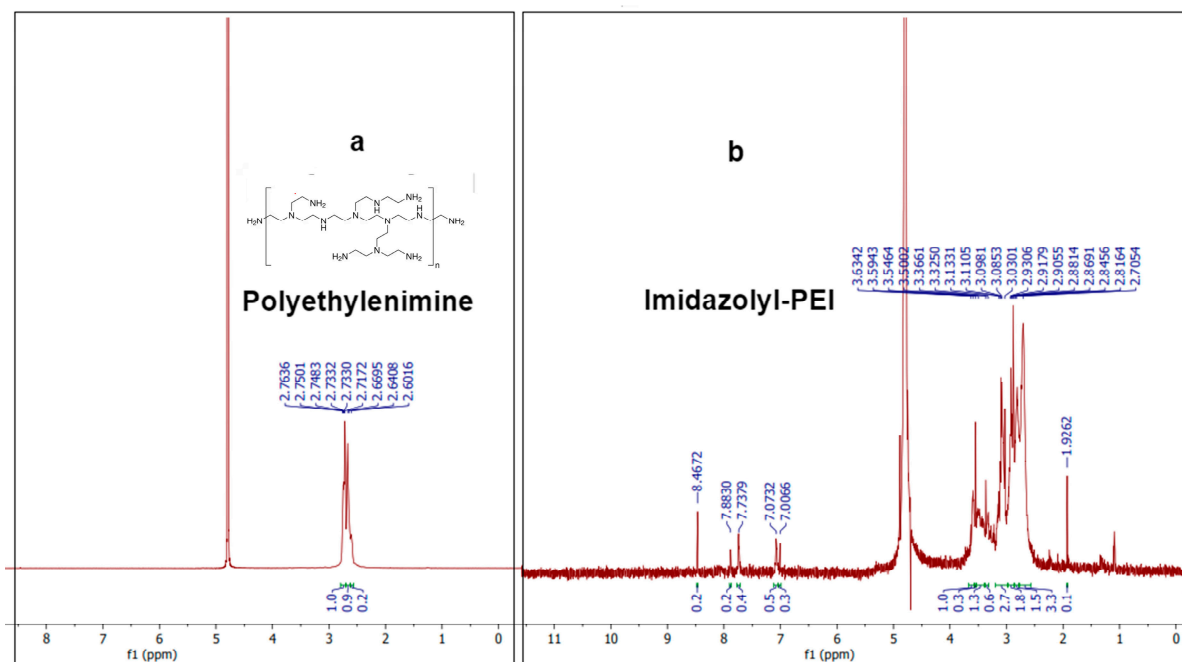 a
NH₂
NH₂
N
H
H
N
H₂N
N
N
H
N
N
N
H
NH₂
n
N
H₂N
NH₂
Polyethylenimine
2.7636
2.7501
2.7483
2.7332
2.7330
2.7172
2.6695
2.6408
2.6016
1.0
0.9
0.2
8 6 4 2 0
f1 (ppm)
b
Imidazolyl-PEI
3.6342
3.5943
3.5464
3.5002
3.3661
3.3250
3.1331
3.1105
3.0981
3.0853
3.0301
2.9306
2.9179
2.9055
2.8814
2.8691
2.8456
2.8164
2.7054
8.4672
7.8830
7.7379
7.0732
7.0066
1.9262
0.2
0.2
0.4
0.5
0.3
1.0
0.3
1.3
0.6
2.7
1.8
1.5
3.3
0.1
11 10 9 8 7 6 5 4 3 2 1 0
f1 (ppm)